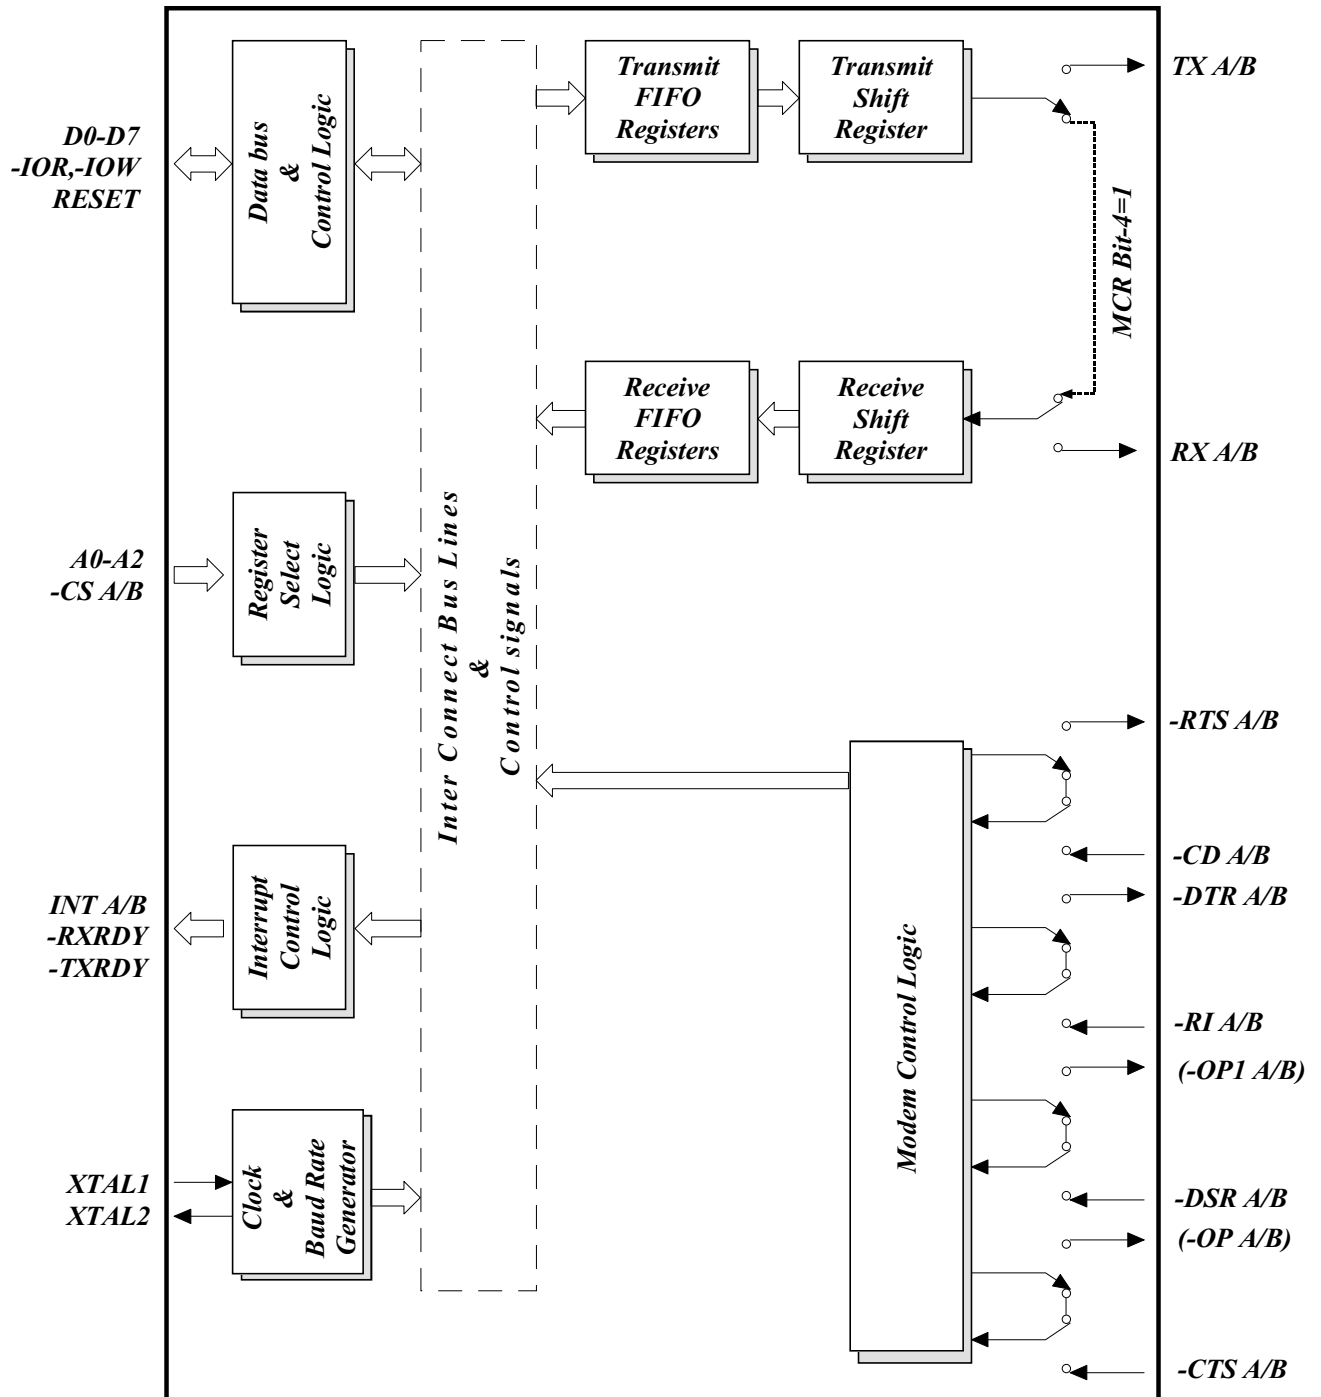 D0-D7
-IOR,-IOW
RESET
Data bus
&
Control Logic
Transmit
FIFO
Registers
Transmit
Shift
Register
TX A/B
MCR Bit-4=1
Receive
FIFO
Registers
Receive
Shift
Register
RX A/B
A0-A2
-CS A/B
Register
Select
Logic
Inter Connect Bus Lines
&
Control signals
INT A/B
-RXRDY
-TXRDY
Interrupt
Control
Logic
XTAL1
XTAL2
Clock
&
Baud Rate
Generator
Modem Control Logic
-RTS A/B
-CD A/B
-DTR A/B
-RI A/B
(-OP1 A/B)
-DSR A/B
(-OP A/B)
-CTS A/B